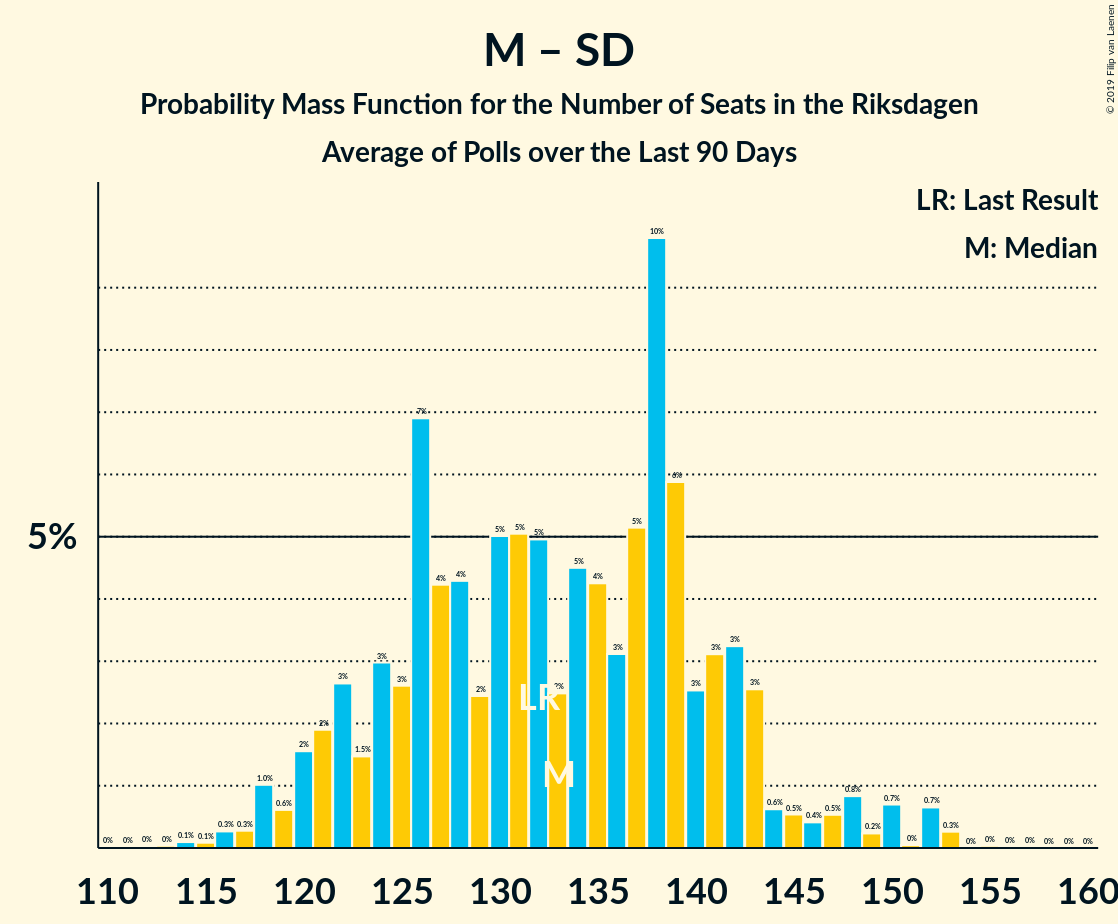 M – SD
Probability Mass Function for the Number of Seats in the Riksdagen
Average of Polls over the Last 90 Days
© 2019 Filip van Laenen
LR: Last Result
M: Median
5%
0% 0% 0% 0% 0.1% 0.1% 0.3% 0.3% 1.0% 0.6% 2% 2% 3% 1.5% 3% 3% 7% 4% 4% 2% 5% 5% 5% 2% 5% 4% 3% 5% 10% 6% 3% 3% 3% 3% 0.6% 0.5% 0.4% 0.5% 0.8% 0.2% 0.7% 0% 0.7% 0.3% 0% 0% 0% 0% 0% 0% 0%
LR
M
110 115 120 125 130 135 140 145 150 155 160